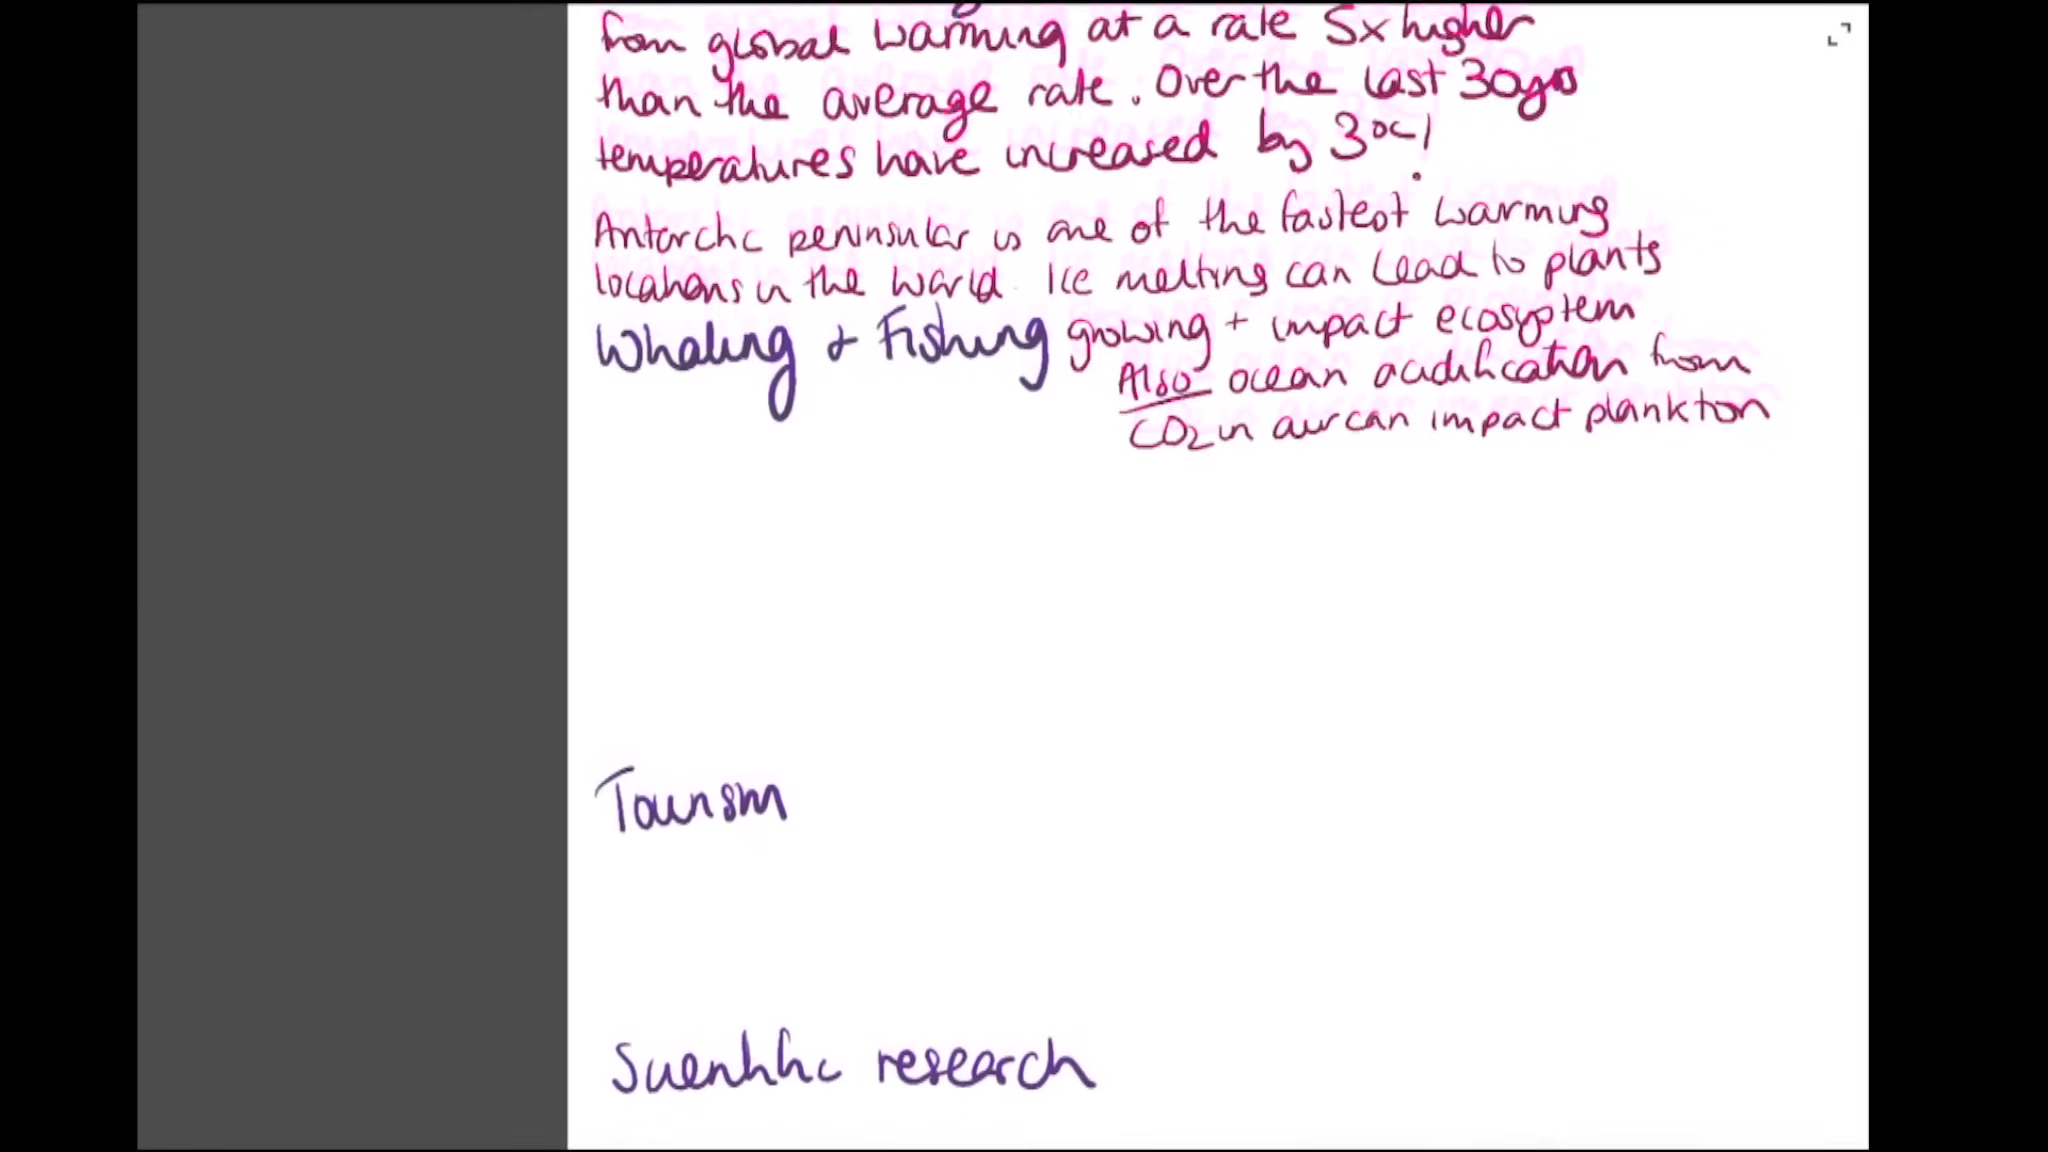 from global warming at a rate 5x higher
than the average rate. Over the last 30yrs
temperatures have increased by 3°C!
Antarctic peninsular is one of the fastest warming
locations in the world. Ice melting can lead to plants
growing + impact ecosystem
Whaling & Fishing
Also ocean acidification from
CO2 in air can impact plankton
Tourism
Scientific research